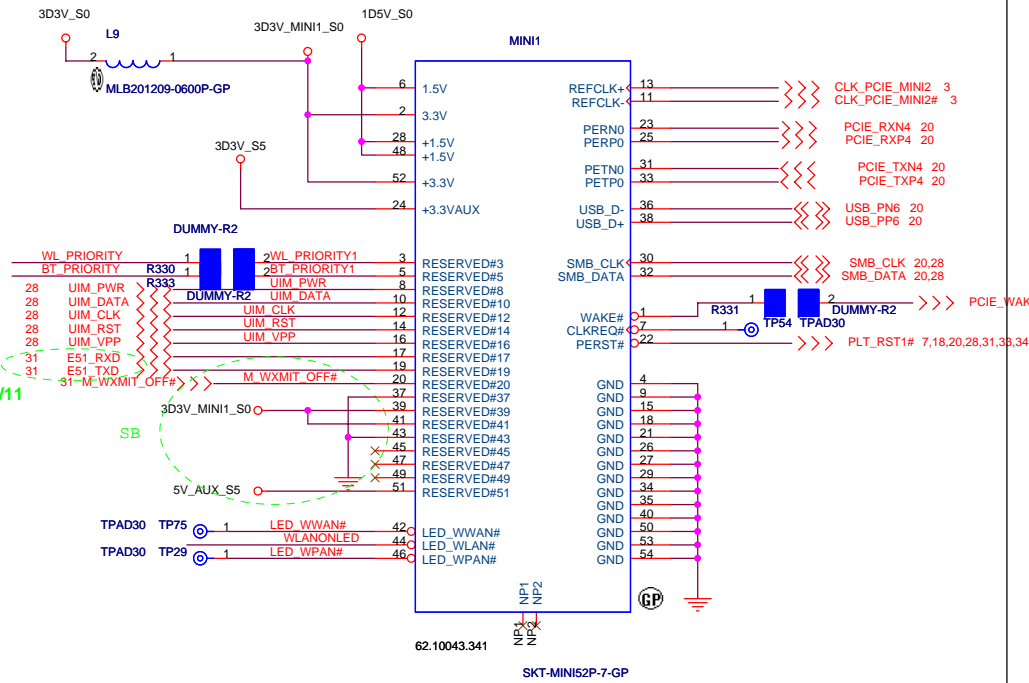 3D3V_S0
L9
2 1
MLB201209-0600P-GP
3D3V_MINI1_S0
1D5V_S0
3D3V_S5
MINI1
6 1.5V
2 3.3V
28 +1.5V
48 +1.5V
52 +3.3V
24 +3.3VAUX
DUMMY-R2
WL_PRIORITY 1 2 WL_PRIORITY1 3 RESERVED#3
BT_PRIORITY R330 1 2 BT_PRIORITY1 5 RESERVED#5
R333
DUMMY-R2
28 UIM_PWR UIM_PWR 8 RESERVED#8
28 UIM_DATA UIM_DATA 10 RESERVED#10
28 UIM_CLK UIM_CLK 12 RESERVED#12
28 UIM_RST UIM_RST 14 RESERVED#14
28 UIM_VPP UIM_VPP 16 RESERVED#16
31 E51_RXD 17 RESERVED#17
31 E51_TXD 19 RESERVED#19
31 M_WXMIT_OFF# M_WXMIT_OFF# 20 RESERVED#20
37 RESERVED#37
3D3V_MINI1_S0 39 RESERVED#39
41 RESERVED#41
43 RESERVED#43
45 RESERVED#45
47 RESERVED#47
49 RESERVED#49
5V_AUX_S5 51 RESERVED#51
/11
SB
TPAD30 TP75 1 LED_WWAN# 42 LED_WWAN#
WLANONLED 44 LED_WLAN#
TPAD30 TP29 1 LED_WPAN# 46 LED_WPAN#
REFCLK+ 13 CLK_PCIE_MINI2 3
REFCLK- 11 CLK_PCIE_MINI2# 3
PERN0 23 PCIE_RXN4 20
PERP0 25 PCIE_RXP4 20
PETN0 31 PCIE_TXN4 20
PETP0 33 PCIE_TXP4 20
USB_D- 36 USB_PN6 20
USB_D+ 38 USB_PP6 20
SMB_CLK 30 SMB_CLK 20,28
SMB_DATA 32 SMB_DATA 20,28
WAKE# 1 R331 1 2 DUMMY-R2 PCIE_WAK
CLKREQ# 7 1 TP54 TPAD30
PERST# 22 PLT_RST1# 7,18,20,28,31,33,34
GND 4
GND 9
GND 15
GND 18
GND 21
GND 26
GND 27
GND 29
GND 34
GND 35
GND 40
GND 50
GND 53
GND 54
NP1
NP2
NP1
NP2
GP
62.10043.341
SKT-MINI52P-7-GP